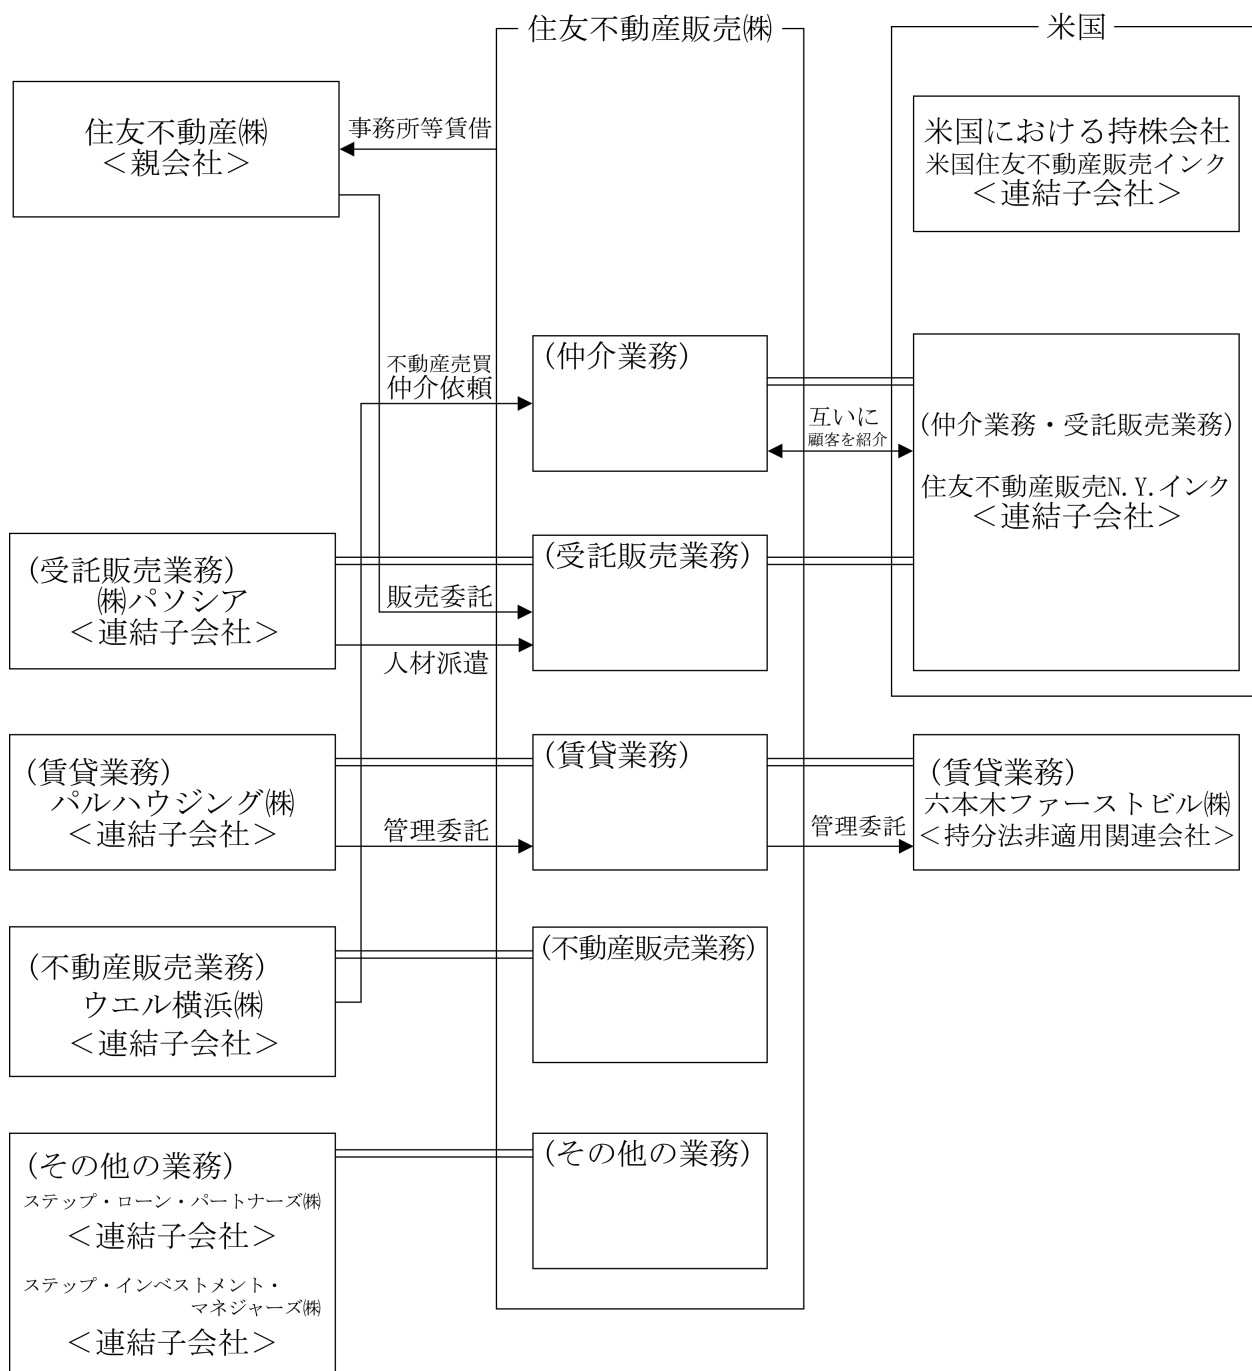 住友不動産販売㈱
米国
住友不動産㈱
＜親会社＞
事務所等賃借
米国における持株会社
米国住友不動産販売インク
＜連結子会社＞
不動産売買
仲介依頼
(仲介業務)
互いに
顧客を紹介
(仲介業務・受託販売業務)
住友不動産販売N.Y.インク
＜連結子会社＞
(受託販売業務)
㈱パソシア
＜連結子会社＞
販売委託
人材派遣
(受託販売業務)
(賃貸業務)
パルハウジング㈱
＜連結子会社＞
管理委託
(賃貸業務)
管理委託
(賃貸業務)
六本木ファーストビル㈱
＜持分法非適用関連会社＞
(不動産販売業務)
ウエル横浜㈱
＜連結子会社＞
(不動産販売業務)
(その他の業務)
ステップ・ローン・パートナーズ㈱
＜連結子会社＞
ステップ・インベストメント・
マネジャーズ㈱
＜連結子会社＞
(その他の業務)